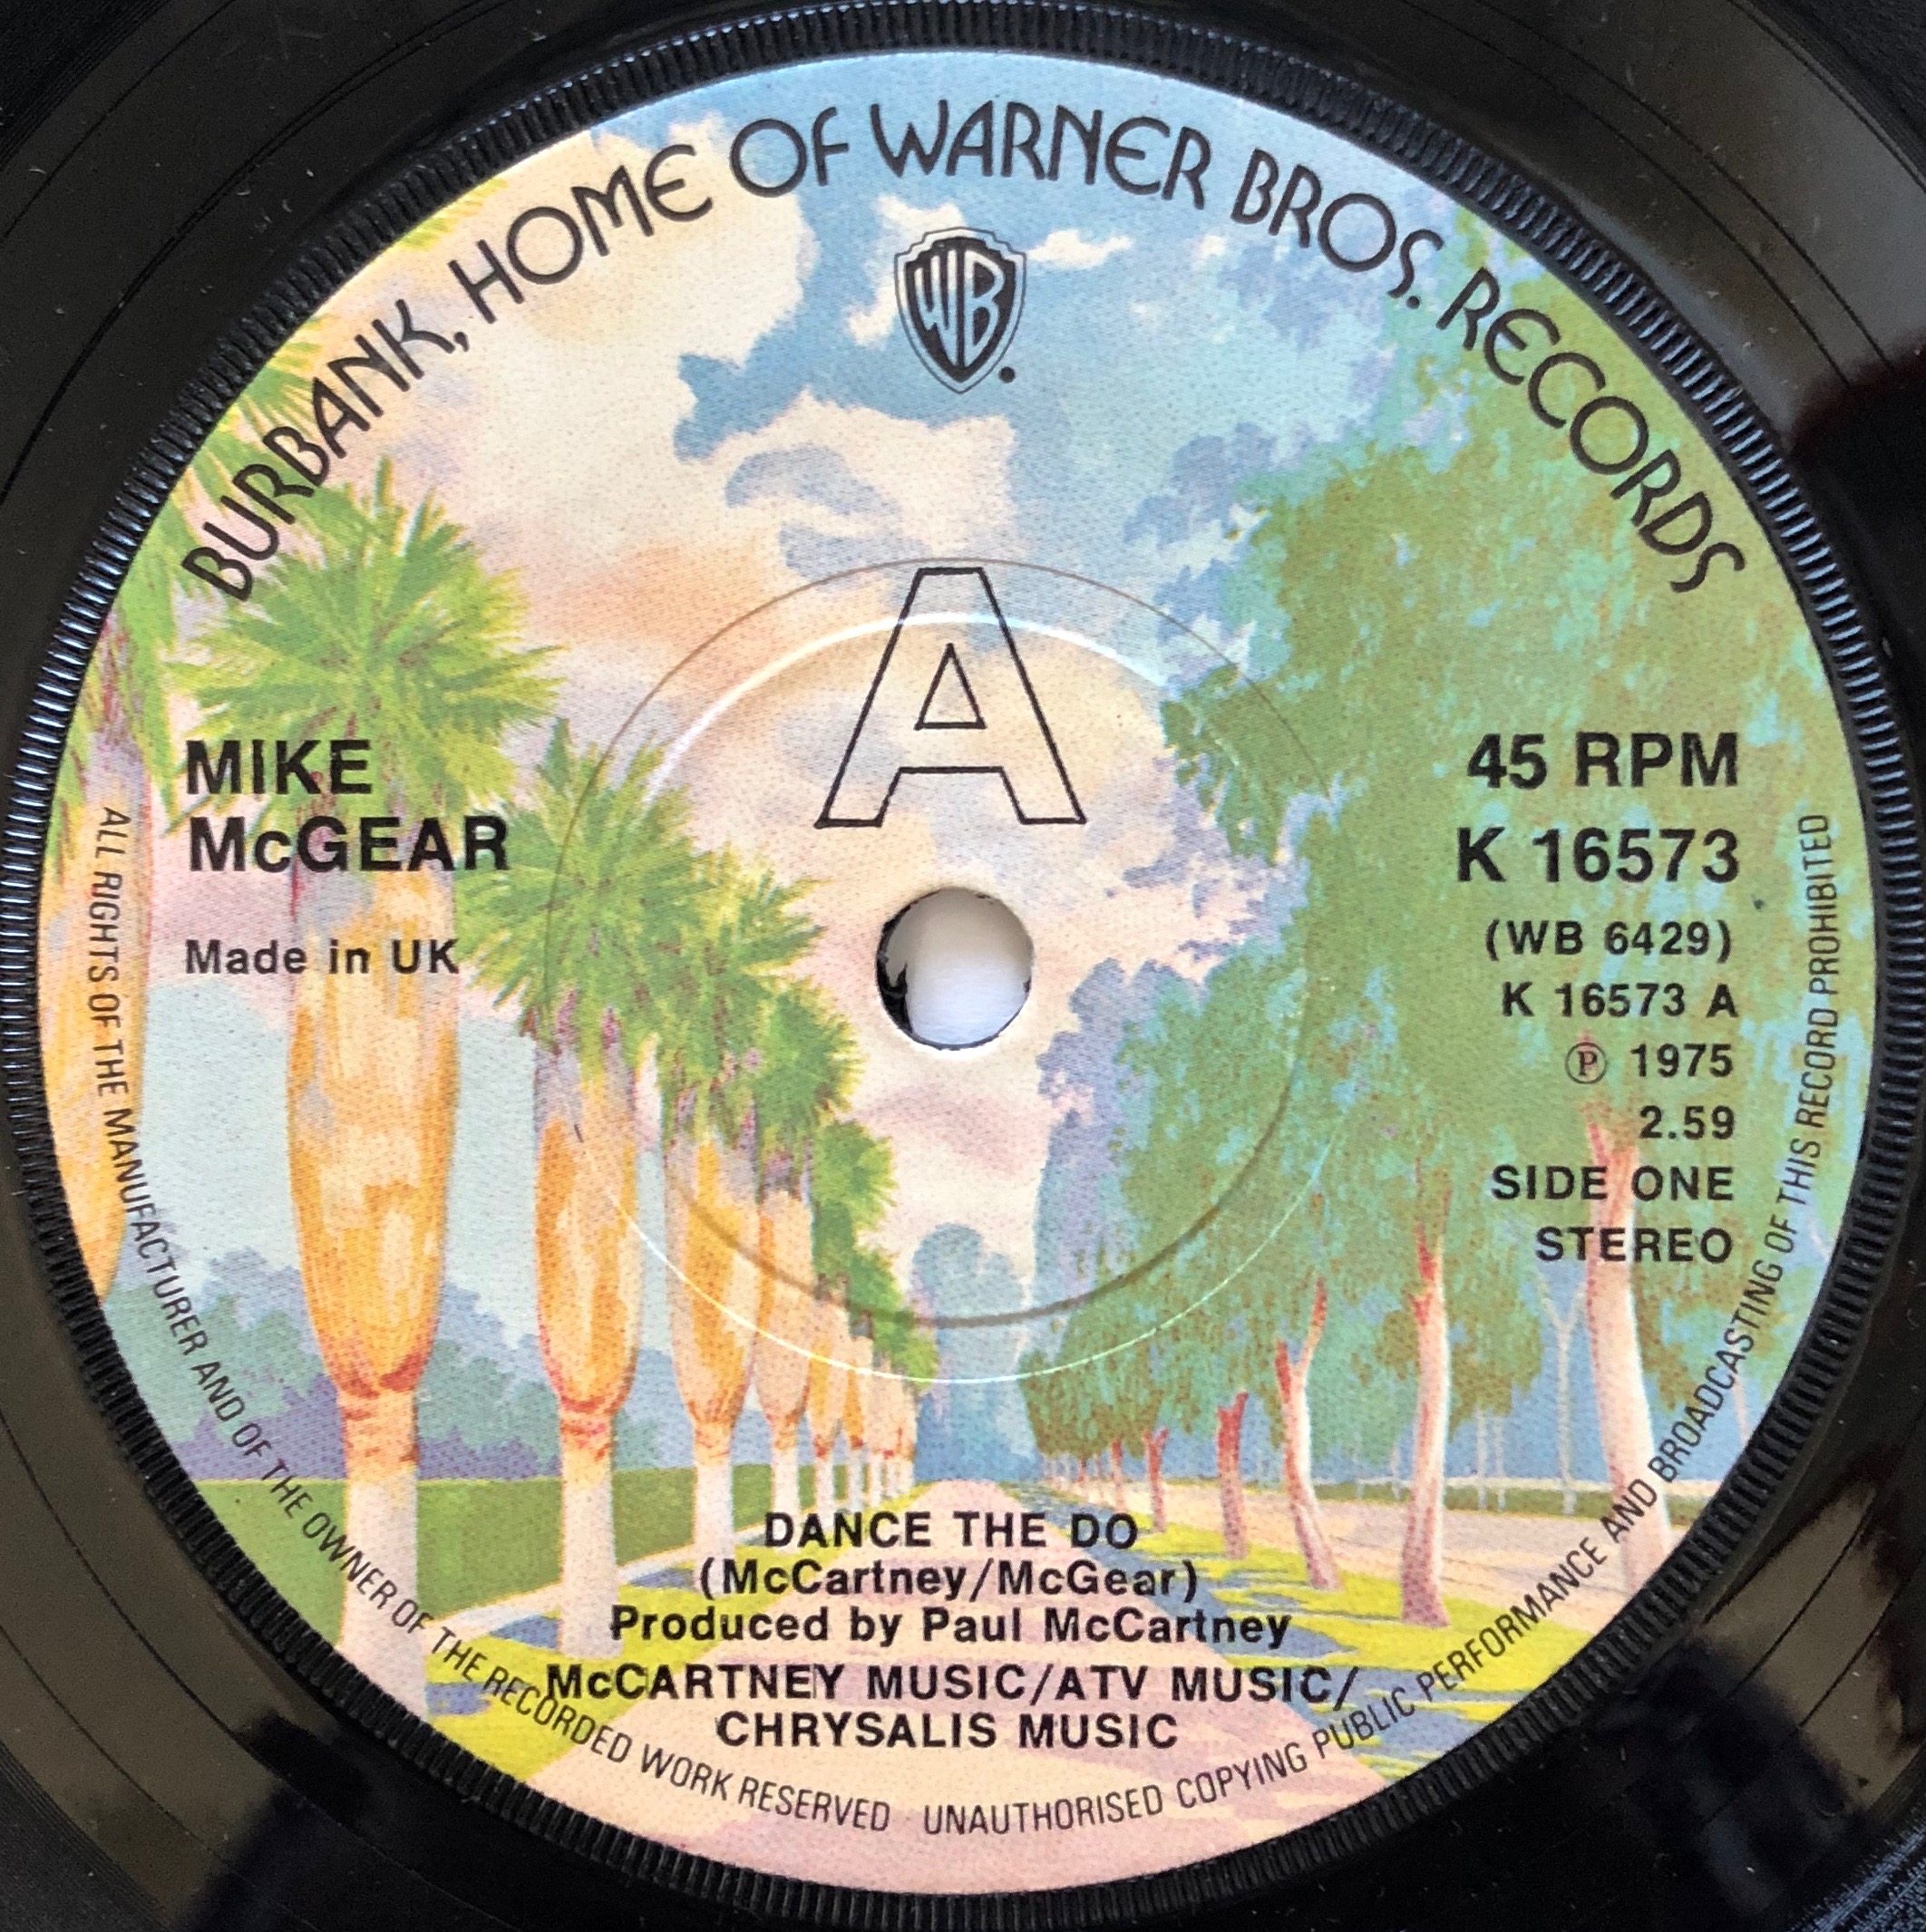 BURBANK, HOME OF WARNER BROS. RECORDS
WB
A
MIKE
McGEAR
Made in UK
45 RPM
K 16573
(WB 6429)
K 16573 A
Ⓟ 1975
2.59
SIDE ONE
STEREO
DANCE THE DO
(McCartney/McGear)
Produced by Paul McCartney
McCARTNEY MUSIC/ATV MUSIC/
CHRYSALIS MUSIC
ALL RIGHTS OF THE MANUFACTURER AND OF THE OWNER OF THE RECORDED WORK RESERVED · UNAUTHORISED COPYING PUBLIC PERFORMANCE AND BROADCASTING OF THIS RECORD PROHIBITED